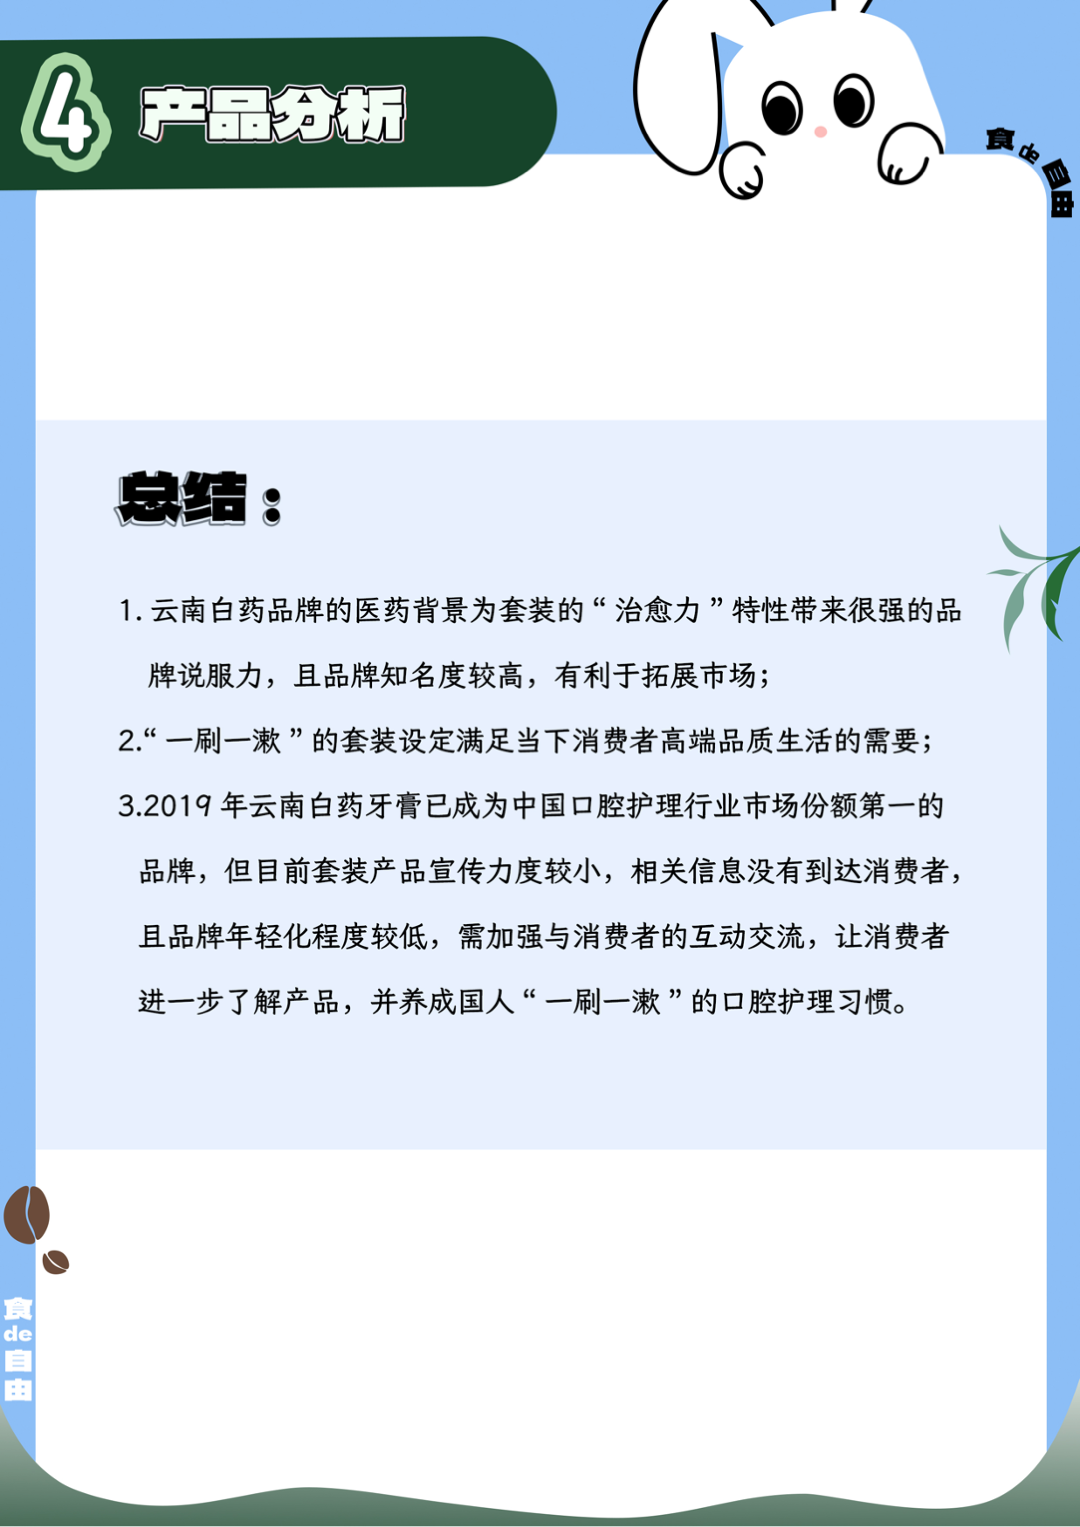 4 产品分析
食de自由
总结：
1. 云南白药品牌的医药背景为套装的“治愈力”特性带来很强的品
牌说服力，且品牌知名度较高，有利于拓展市场；
2.“一刷一漱”的套装设定满足当下消费者高端品质生活的需要；
3.2019 年云南白药牙膏已成为中国口腔护理行业市场份额第一的
品牌，但目前套装产品宣传力度较小，相关信息没有到达消费者，
且品牌年轻化程度较低，需加强与消费者的互动交流，让消费者
进一步了解产品，并养成国人“一刷一漱”的口腔护理习惯。
食
de
自
由